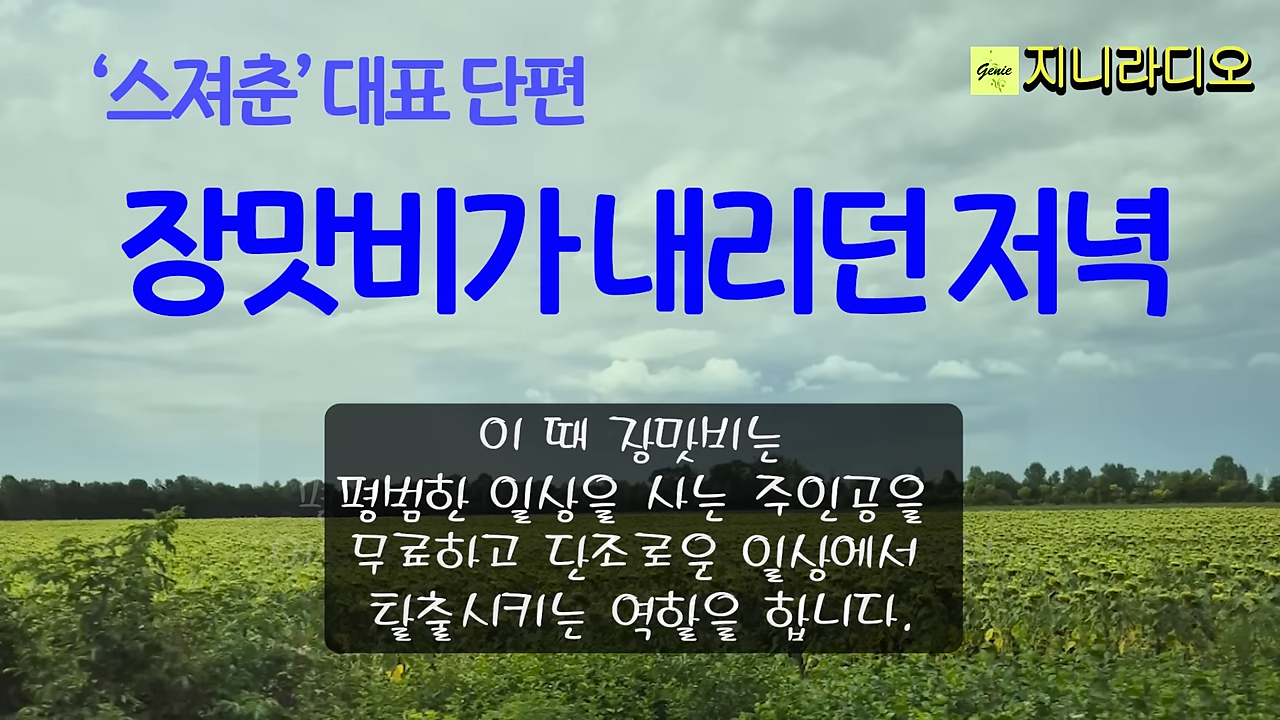 ‘스져춘’ 대표 단편
Genie 지니라디오
장맛비가 내리던 저녁
이 때 장맛비는
평범한 일상을 사는 주인공을
무료하고 단조로운 일상에서
탈출시키는 역할을 합니다.